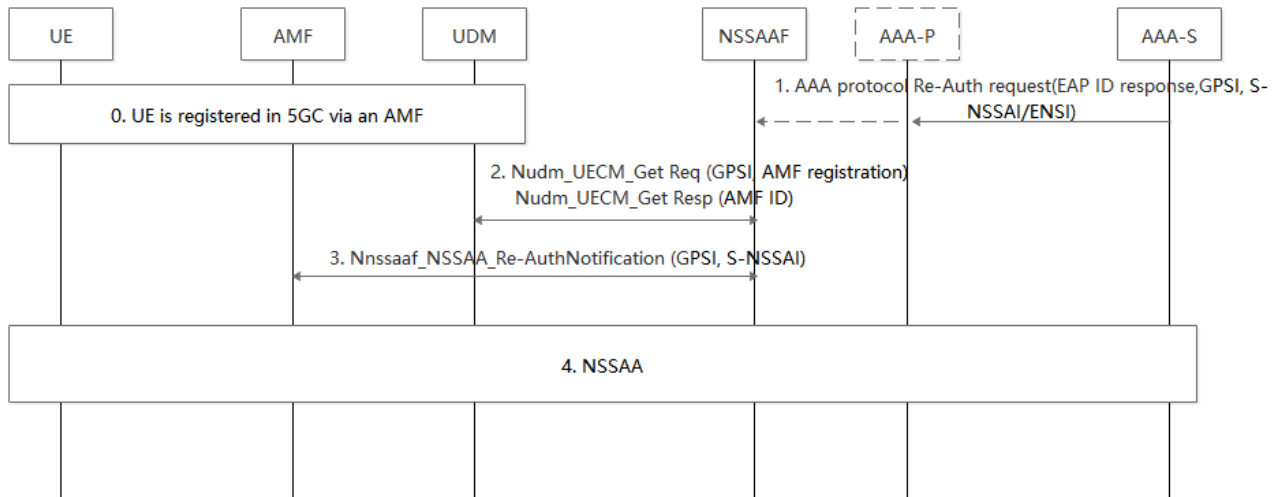 UE
AMF
UDM
NSSAAF
AAA-P
AAA-S
0. UE is registered in 5GC via an AMF
1. AAA protocol Re-Auth request(EAP ID response,GPSI, S-
NSSAI/ENSI)
2. Nudm_UECM_Get Req (GPSI, AMF registration)
Nudm_UECM_Get Resp (AMF ID)
3. Nnssaaf_NSSAA_Re-AuthNotification (GPSI, S-NSSAI)
4. NSSAA